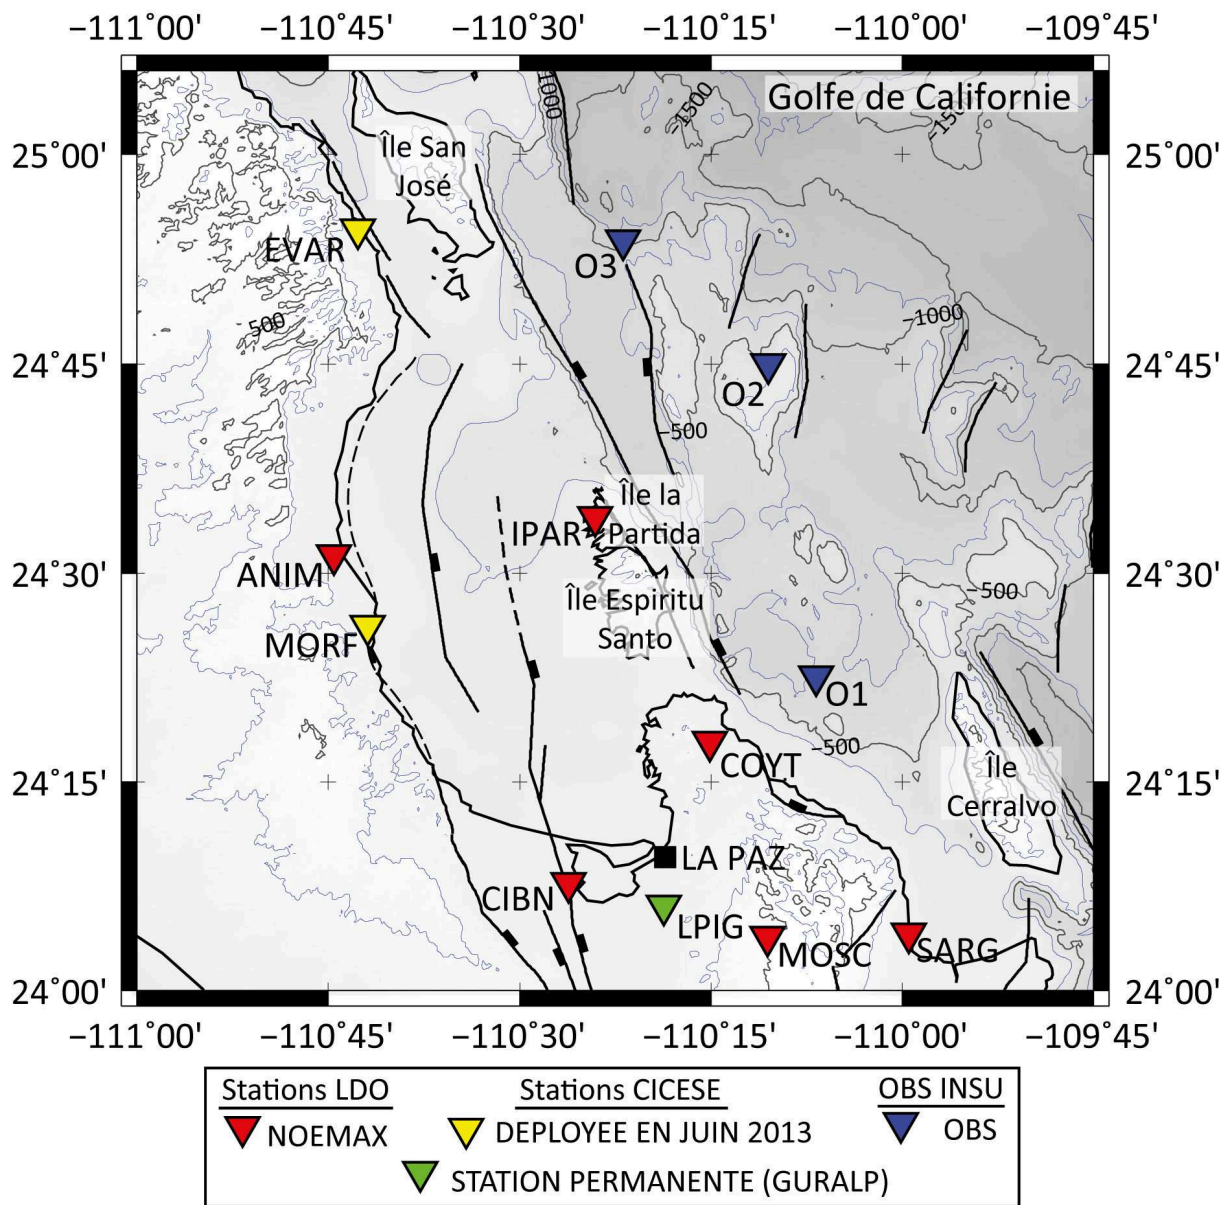 −111°00' −110°45' −110°30' −110°15' −110°00' −109°45'
Golfe de Californie
−1000
−1500
−1500
25°00' 25°00'
Île San
José
EVAR
O3
500
−1000
24°45' 24°45'
O2
−500
Île la
Partida
IPAR
ANIM
24°30' 24°30'
−500
Île Espiritu
Santo
MORF
O1
−500
COYT
24°15' 24°15'
Île
Cerralvo
LA PAZ
CIBN
LPIG
MOSC
SARG
24°00' 24°00'
−111°00' −110°45' −110°30' −110°15' −110°00' −109°45'
Stations LDO Stations CICESE OBS INSU
NOEMAX DEPLOYEE EN JUIN 2013 OBS
STATION PERMANENTE (GURALP)